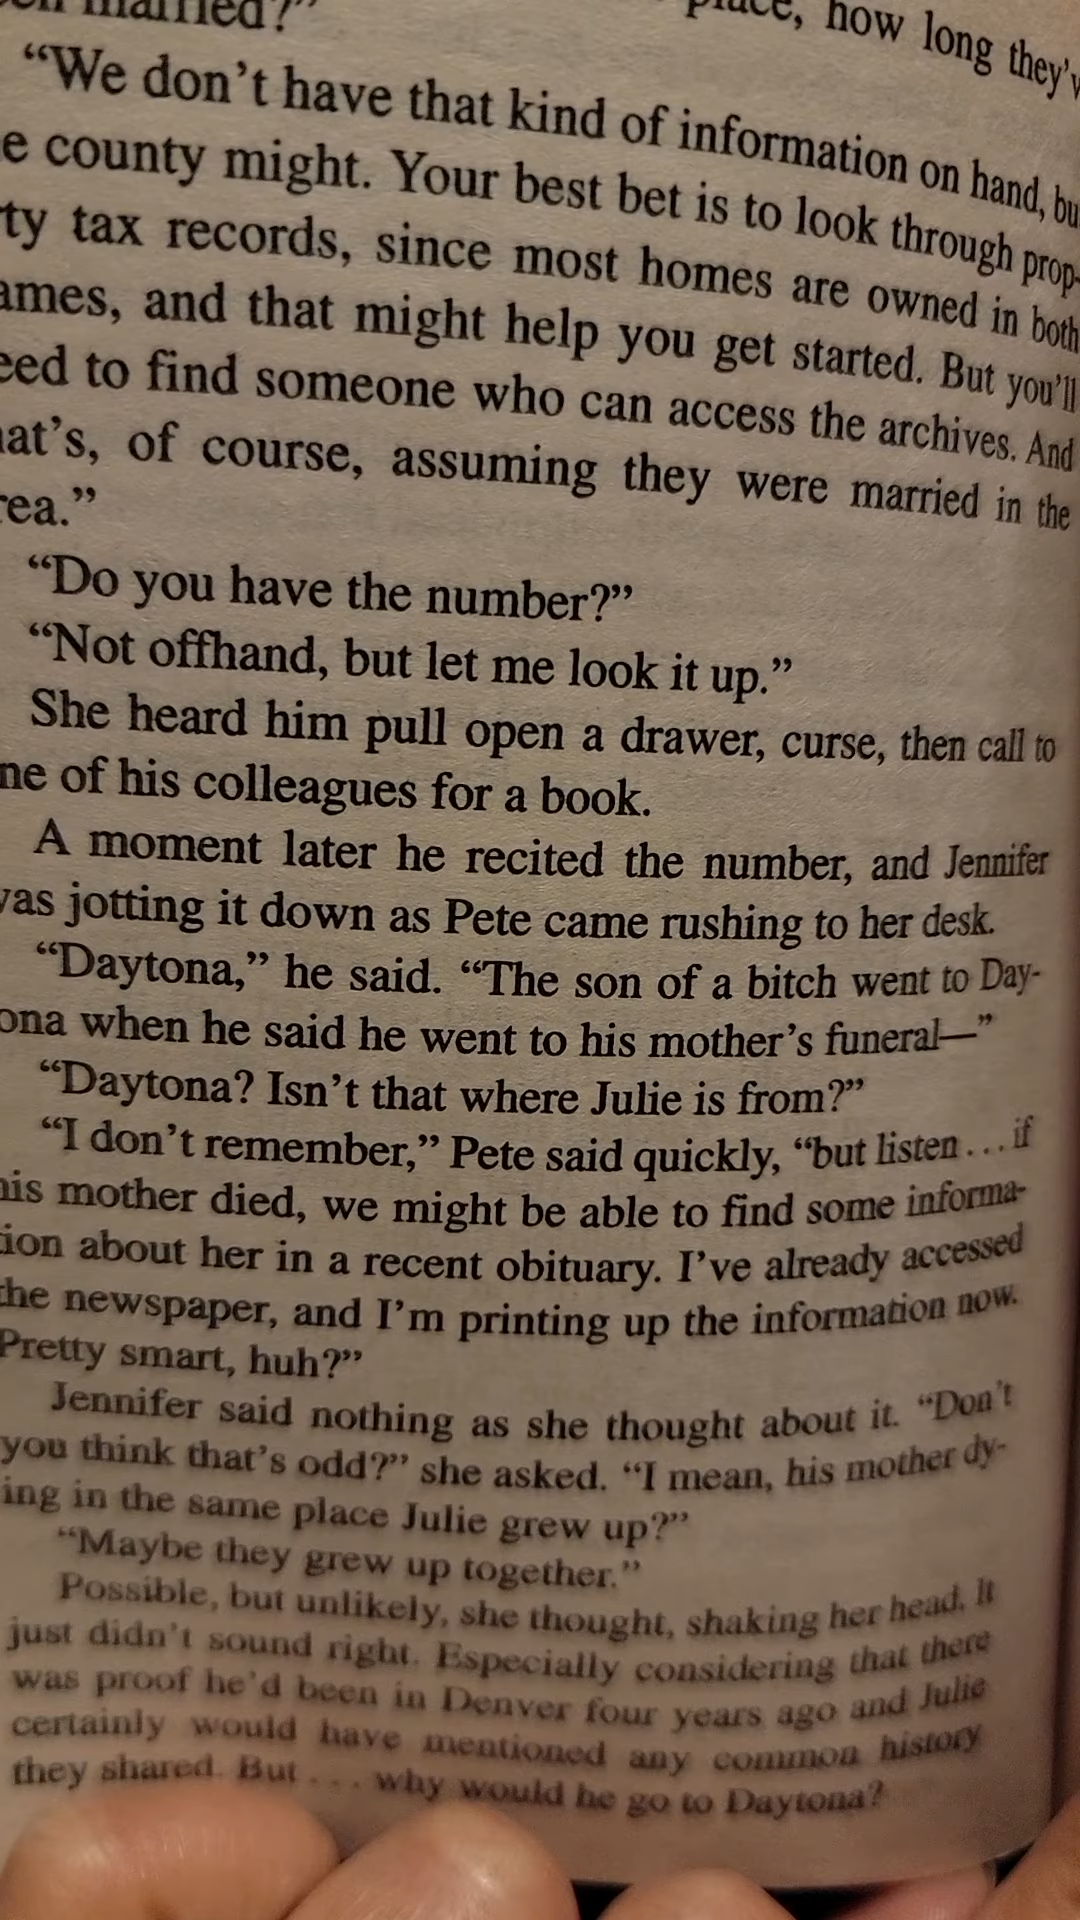 married?"
place, how long they'v
"We don't have that kind of information on hand, bu
e county might. Your best bet is to look through prop-
ty tax records, since most homes are owned in both
ames, and that might help you get started. But you'll
eed to find someone who can access the archives. And
at's, of course, assuming they were married in the
rea."
"Do you have the number?"
"Not offhand, but let me look it up."
She heard him pull open a drawer, curse, then call to
ne of his colleagues for a book.
A moment later he recited the number, and Jennifer
was jotting it down as Pete came rushing to her desk.
"Daytona," he said. "The son of a bitch went to Day-
ona when he said he went to his mother's funeral—"
"Daytona? Isn't that where Julie is from?"
"I don't remember," Pete said quickly, "but listen . . . if
his mother died, we might be able to find some informa-
ion about her in a recent obituary. I've already accessed
the newspaper, and I'm printing up the information now.
Pretty smart, huh?"
Jennifer said nothing as she thought about it. "Don't
you think that's odd?" she asked. "I mean, his mother dy-
ing in the same place Julie grew up?"
"Maybe they grew up together."
Possible, but unlikely, she thought, shaking her head. It
just didn't sound right. Especially considering that there
was proof he'd been in Denver four years ago and Julie
certainly would have mentioned any common history
they shared. But . . . why would he go to Daytona?